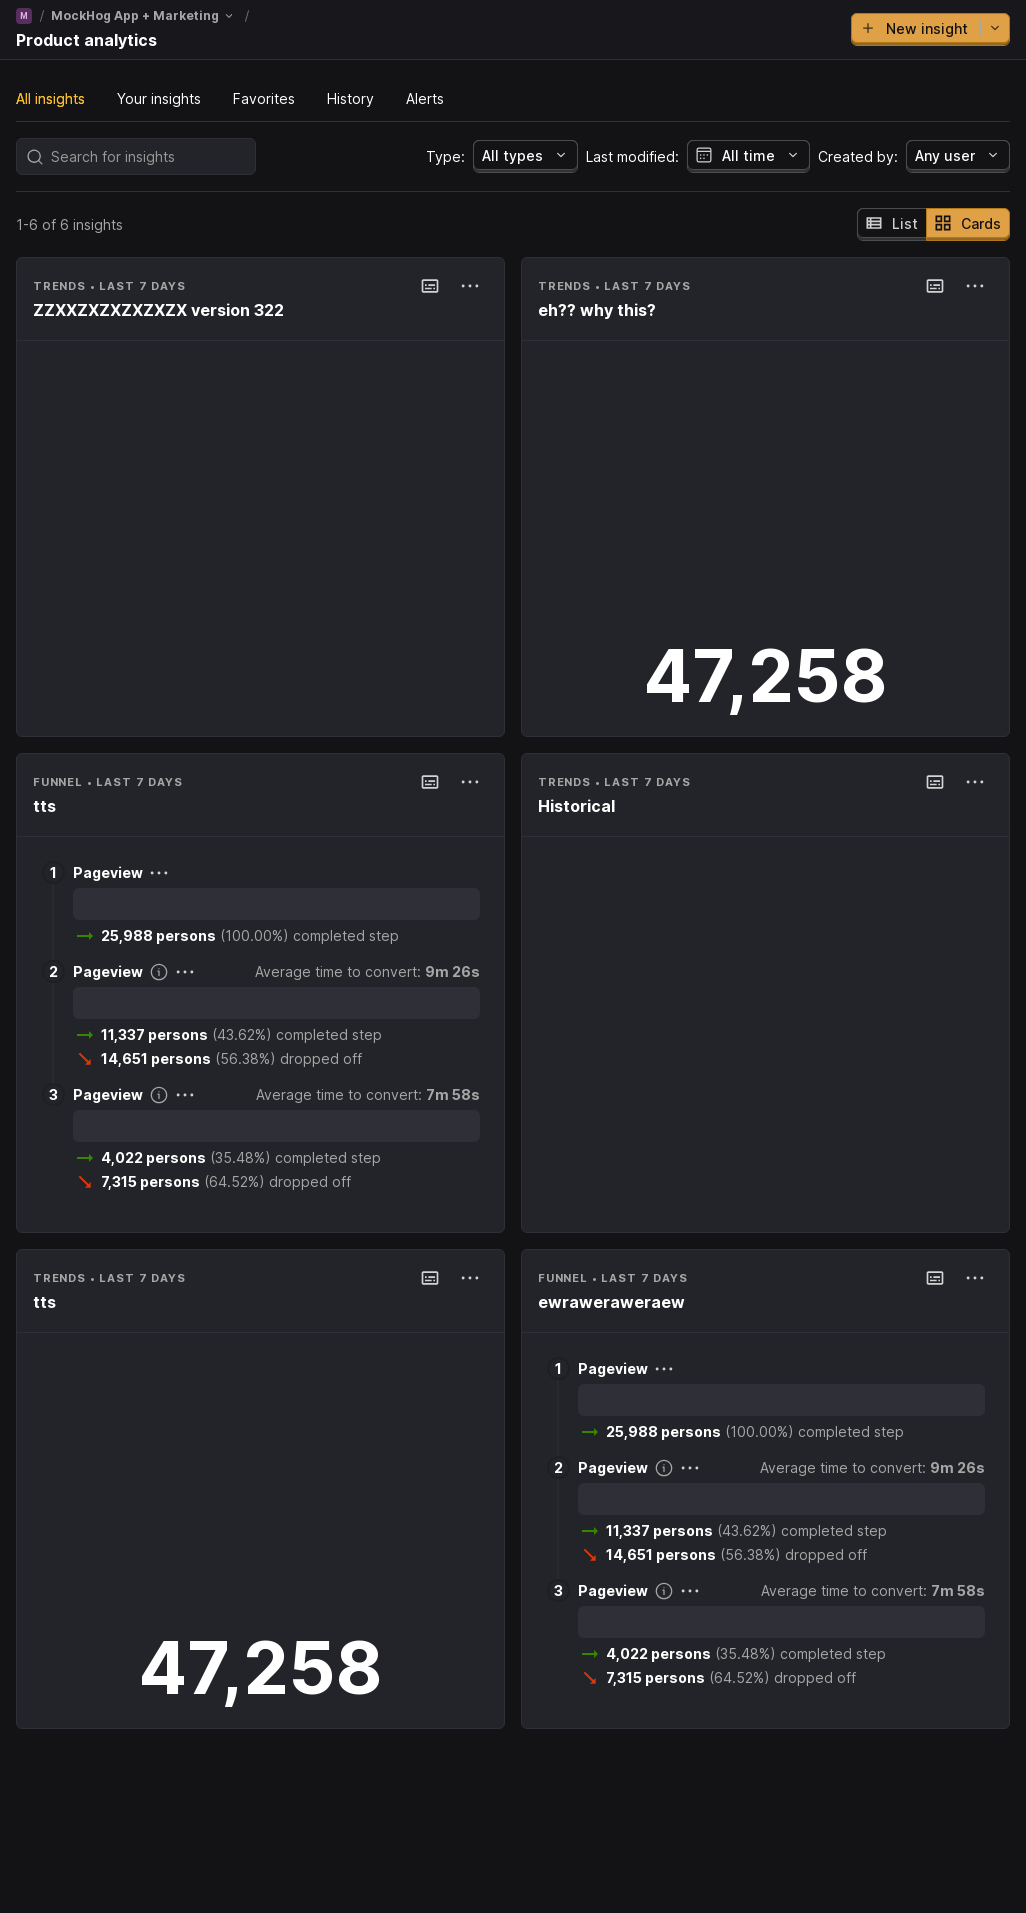 M / MockHog App + Marketing /
Product analytics
New insight
All insights Your insights Favorites History Alerts
Search for insights Type: All types Last modified: All time Created by: Any user
1-6 of 6 insights List Cards
TRENDS • LAST 7 DAYS
ZZXXZXZXZXZXZX version 322
TRENDS • LAST 7 DAYS
eh?? why this?
47,258
FUNNEL • LAST 7 DAYS
tts
1 Pageview
25,988 persons (100.00%) completed step
2 Pageview Average time to convert: 9m 26s
11,337 persons (43.62%) completed step
14,651 persons (56.38%) dropped off
3 Pageview Average time to convert: 7m 58s
4,022 persons (35.48%) completed step
7,315 persons (64.52%) dropped off
TRENDS • LAST 7 DAYS
Historical
TRENDS • LAST 7 DAYS
tts
47,258
FUNNEL • LAST 7 DAYS
ewraweraweraew
1 Pageview
25,988 persons (100.00%) completed step
2 Pageview Average time to convert: 9m 26s
11,337 persons (43.62%) completed step
14,651 persons (56.38%) dropped off
3 Pageview Average time to convert: 7m 58s
4,022 persons (35.48%) completed step
7,315 persons (64.52%) dropped off